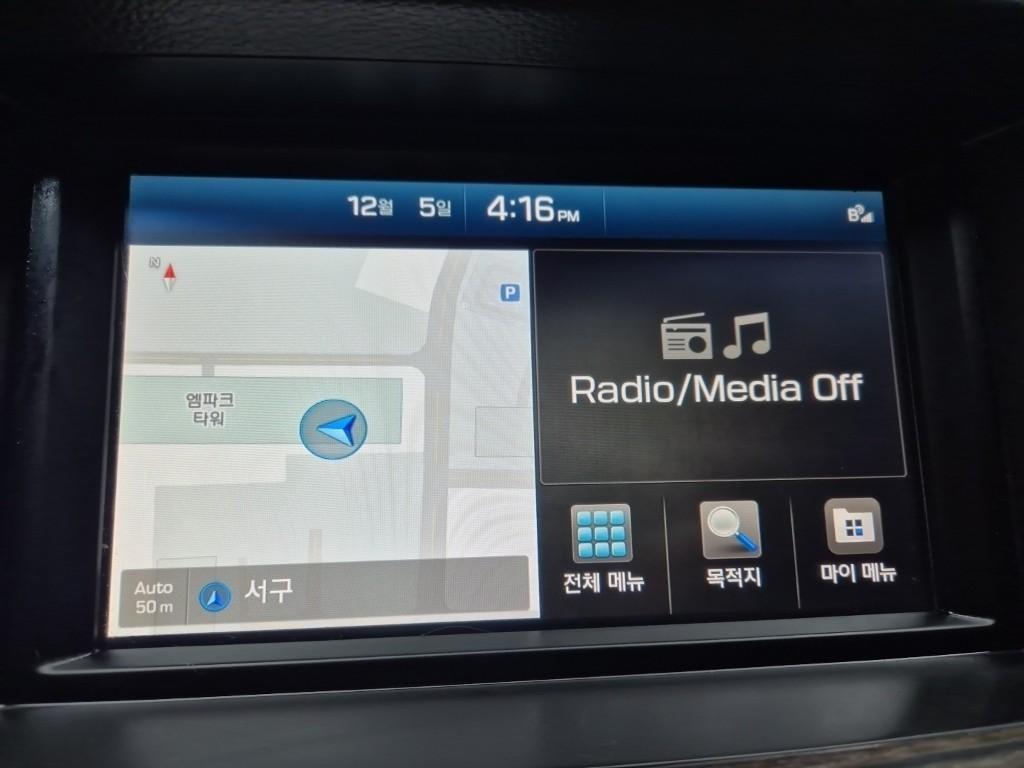 12월 5일 4:16 PM
B
N
P
엠파크
타워
Radio/Media Off
Auto
50 m
서구
전체 메뉴
목적지
마이 메뉴